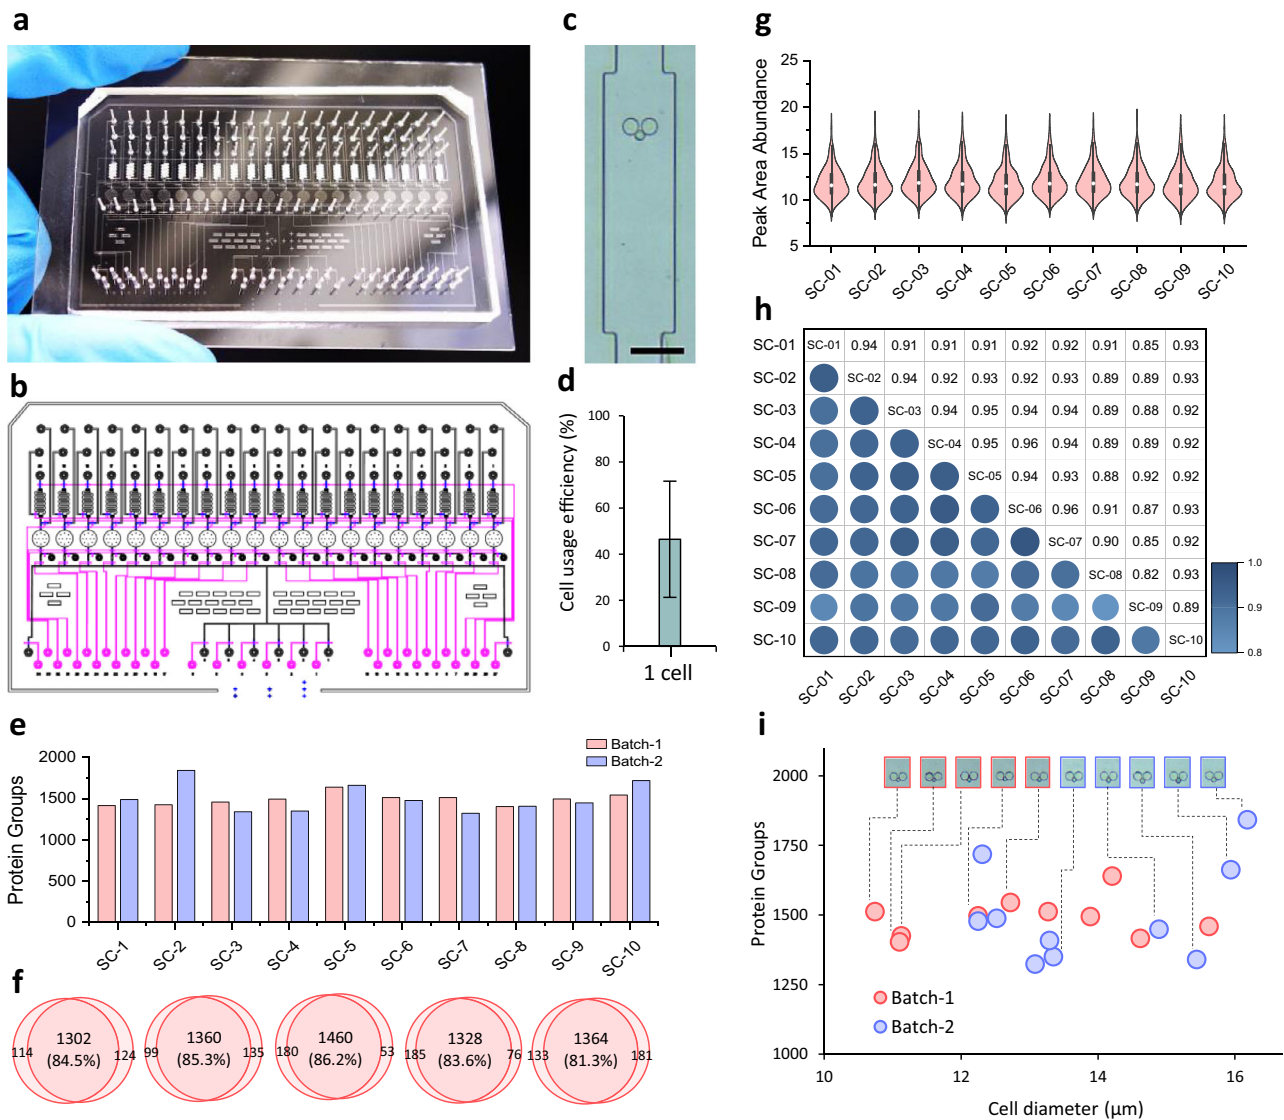 a
b
c
d
100
80
60
40
20
0
Cell usage efficiency (%)
1 cell
e
2000
1500
1000
500
0
Protein Groups
Batch-1
Batch-2
SC-1
SC-2
SC-3
SC-4
SC-5
SC-6
SC-7
SC-8
SC-9
SC-10
f
114 1302 (84.5%) 124
99 1360 (85.3%) 135
180 1460 (86.2%) 53
185 1328 (83.6%) 76
133 1364 (81.3%) 181
g
25
20
15
10
5
Peak Area Abundance
SC-01
SC-02
SC-03
SC-04
SC-05
SC-06
SC-07
SC-08
SC-09
SC-10
h
SC-01 SC-01 0.94 0.91 0.91 0.91 0.92 0.92 0.91 0.85 0.93
SC-02 SC-02 0.94 0.92 0.93 0.92 0.93 0.89 0.89 0.93
SC-03 SC-03 0.94 0.95 0.94 0.94 0.89 0.88 0.92
SC-04 SC-04 0.95 0.96 0.94 0.89 0.89 0.92
SC-05 SC-05 0.94 0.93 0.88 0.92 0.92
SC-06 SC-06 0.96 0.91 0.87 0.93
SC-07 SC-07 0.90 0.85 0.92
SC-08 SC-08 0.82 0.93
SC-09 SC-09 0.89
SC-10 SC-10
SC-01
SC-02
SC-03
SC-04
SC-05
SC-06
SC-07
SC-08
SC-09
SC-10
1.0
0.9
0.8
i
2000
1750
1500
1250
1000
Protein Groups
Batch-1
Batch-2
10 12 14 16
Cell diameter (μm)